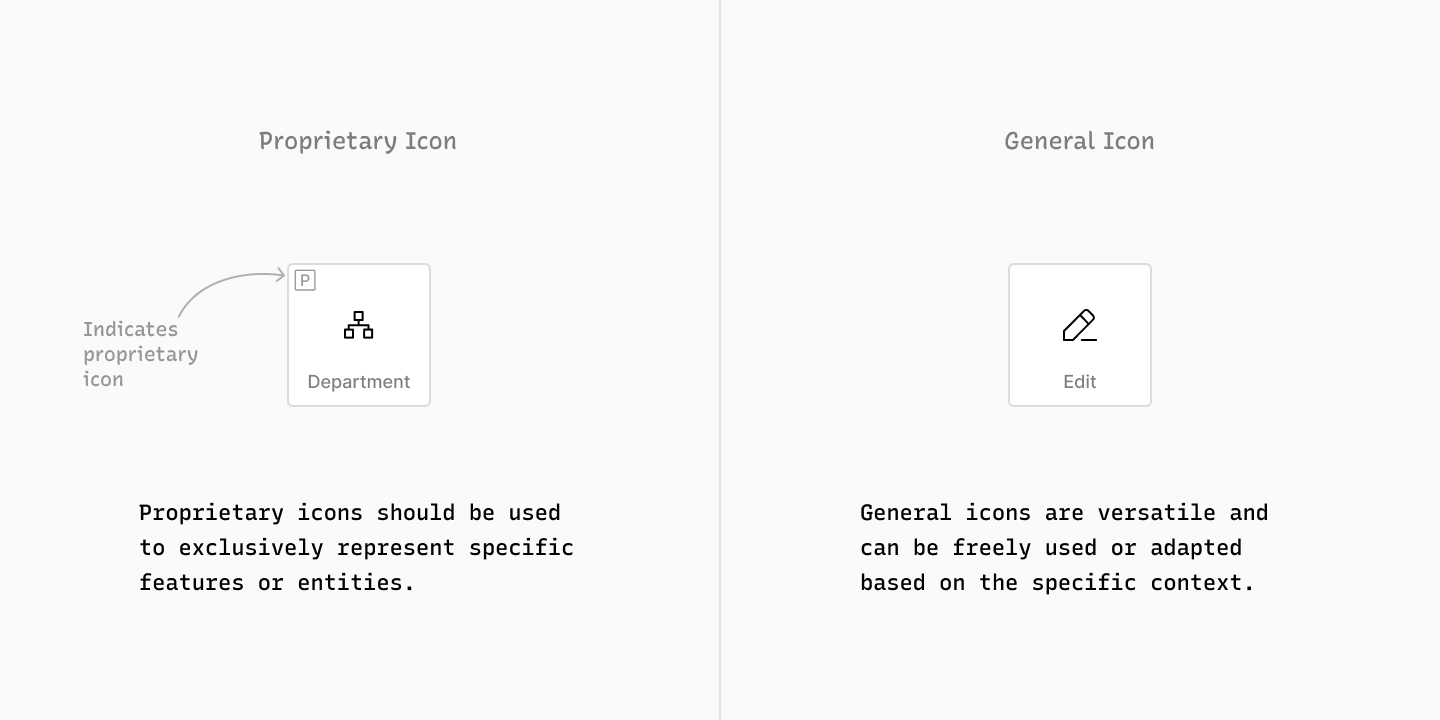 Proprietary Icon
P
Indicates
proprietary
icon
Department
Proprietary icons should be used
to exclusively represent specific
features or entities.
General Icon
Edit
General icons are versatile and
can be freely used or adapted
based on the specific context.